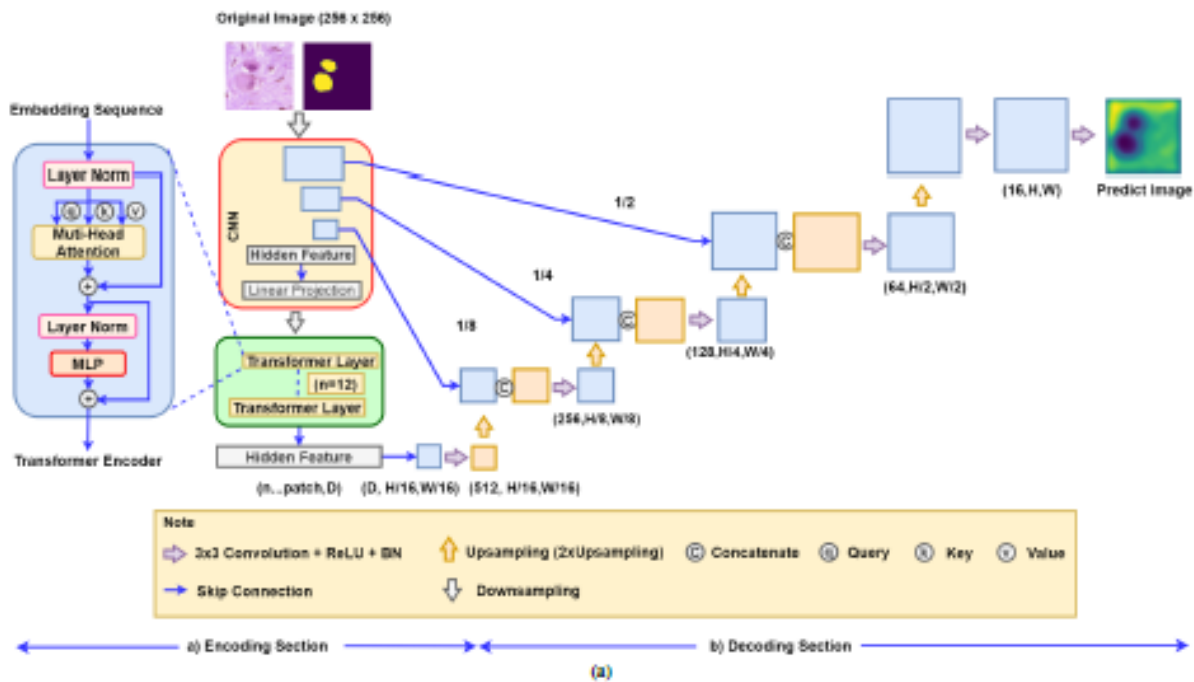 Original Image (256 x 256)
Embedding Sequence
Layer Norm
q k v
Muti-Head
Attention
+
Layer Norm
MLP
+
Transformer Encoder
CNN
Hidden Feature
Linear Projection
Transformer Layer
(n=12)
Transformer Layer
Hidden Feature
(n_patch,D)
(D, H/16,W/16)
(512, H/16,W/16)
1/8
C
(256,H/8,W/8)
1/4
C
(128,H/4,W/4)
1/2
C
(64,H/2,W/2)
(16,H,W)
Predict Image
Note
3x3 Convolution + ReLU + BN
Upsampling (2xUpsampling)
C Concatenate
q Query
k Key
v Value
Skip Connection
Downsampling
a) Encoding Section
b) Decoding Section
(a)